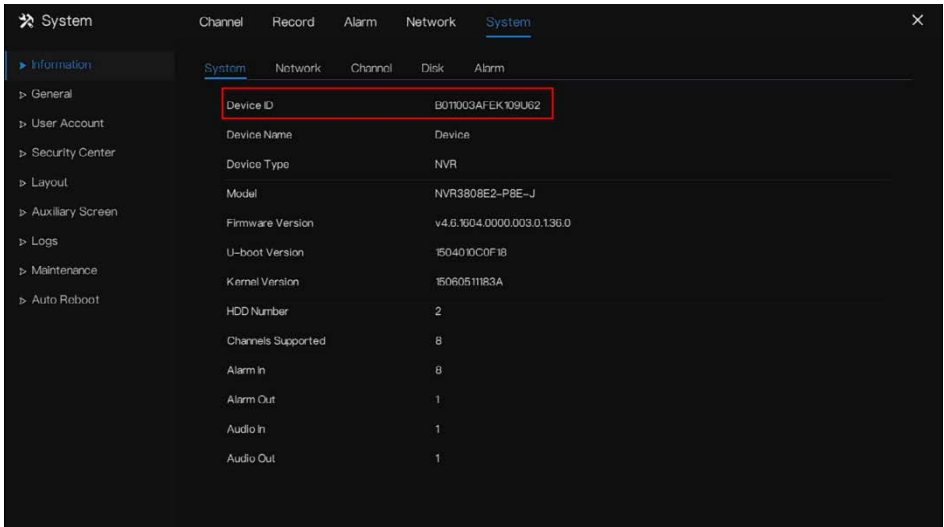 System
Channel Record Alarm Network System
Information
General
User Account
Security Center
Layout
Auxiliary Screen
Logs
Maintenance
Auto Reboot
System Network Channel Disk Alarm
Device ID B011003AFEK109U62
Device Name Device
Device Type NVR
Model NVR3808E2-P8E-J
Firmware Version v4.6.1604.0000.003.0.1.36.0
U-boot Version 1504010C0F18
Kernel Version 15060511183A
HDD Number 2
Channels Supported 8
Alarm In 8
Alarm Out 1
Audio In 1
Audio Out 1